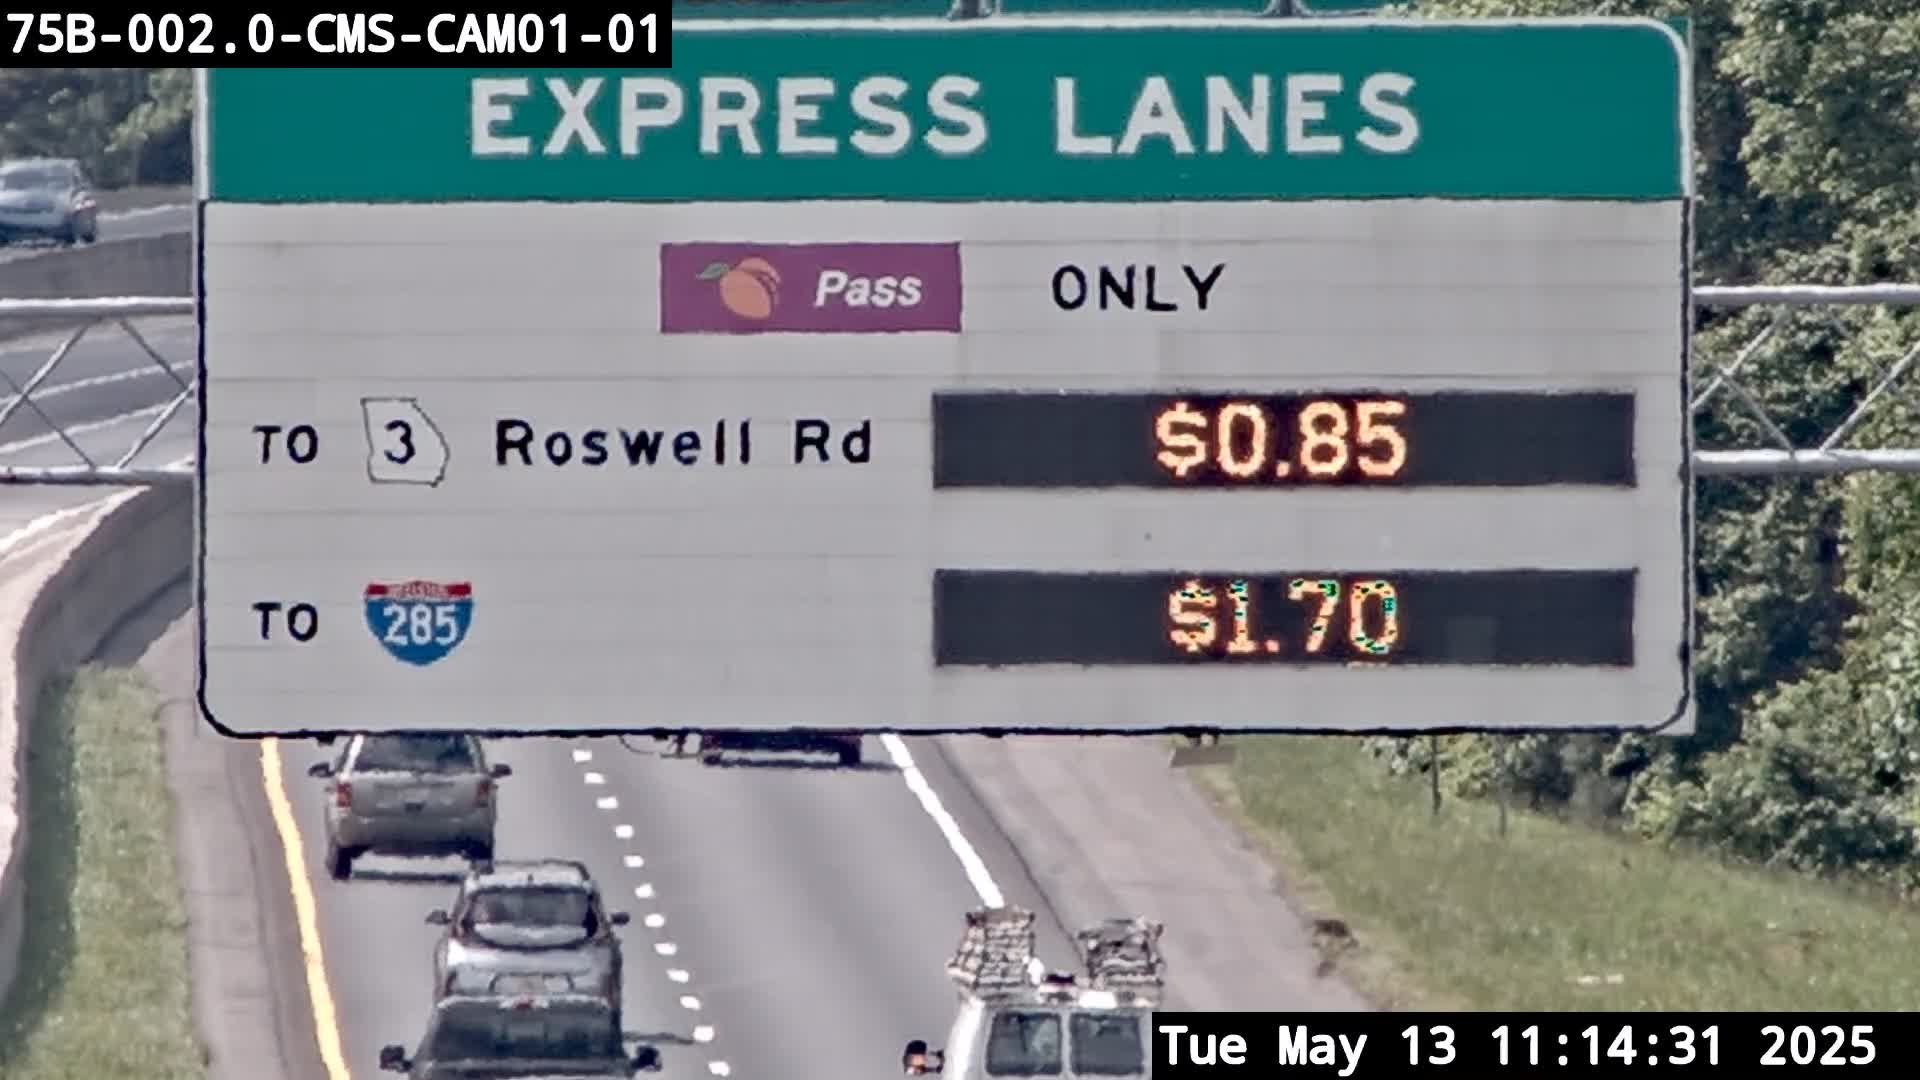 75B-002.0-CMS-CAM01-01
EXPRESS LANES
Pass ONLY
TO 3 Roswell Rd $0.85
TO 285 $1.70
Tue May 13 11:14:31 2025